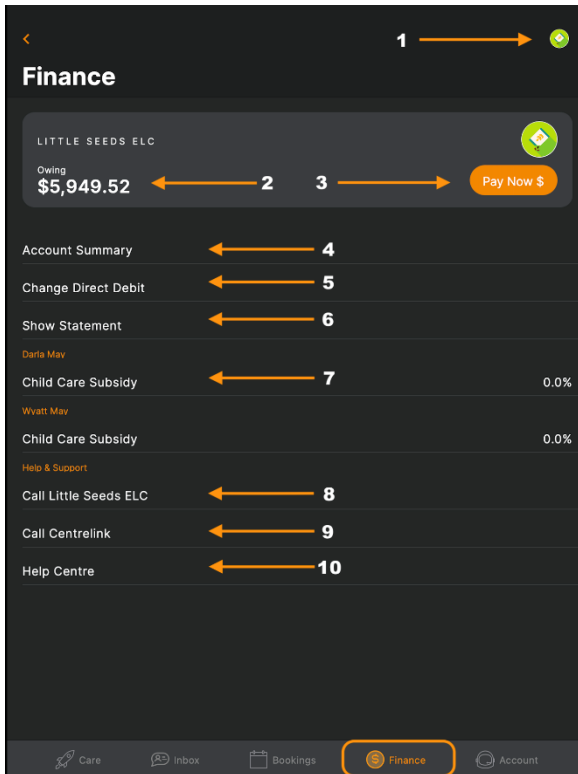 1
Finance
LITTLE SEEDS ELC
Owing
$5,949.52
2
3
Pay Now $
Account Summary
4
Change Direct Debit
5
Show Statement
6
Darla May
Child Care Subsidy
7
0.0%
Wyatt May
Child Care Subsidy
0.0%
Help & Support
Call Little Seeds ELC
8
Call Centrelink
9
Help Centre
10
Care
Inbox
Bookings
$ Finance
Account